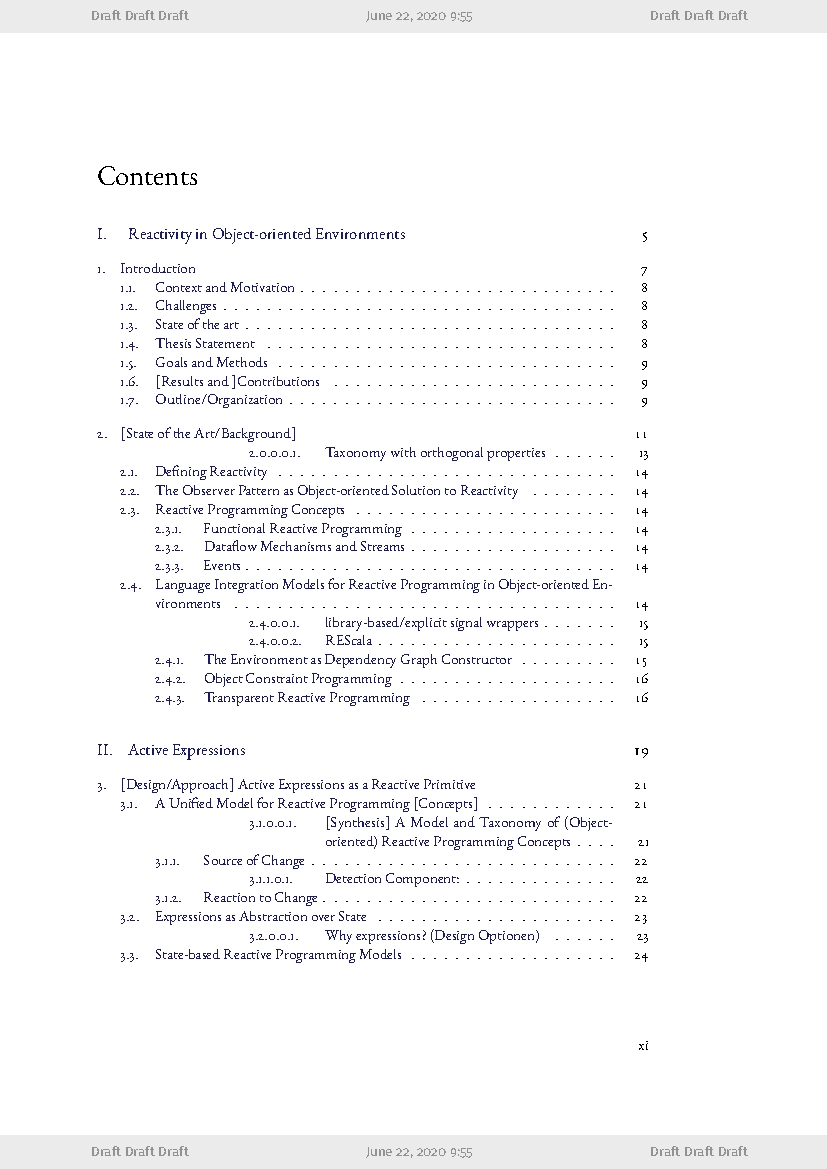 Draft Draft Draft June 22, 2020 9:55 Draft Draft Draft
Contents
I. Reactivity in Object-oriented Environments 5
1. Introduction 7
1.1. Context and Motivation . . . . . . . . . . . . . . . . . . . . . . . . . . . . . 8
1.2. Challenges . . . . . . . . . . . . . . . . . . . . . . . . . . . . . . . . . . . . 8
1.3. State of the art . . . . . . . . . . . . . . . . . . . . . . . . . . . . . . . . . . 8
1.4. Thesis Statement . . . . . . . . . . . . . . . . . . . . . . . . . . . . . . . . 8
1.5. Goals and Methods . . . . . . . . . . . . . . . . . . . . . . . . . . . . . . . 9
1.6. [Results and ]Contributions . . . . . . . . . . . . . . . . . . . . . . . . . . 9
1.7. Outline/Organization . . . . . . . . . . . . . . . . . . . . . . . . . . . . . . 9
2. [State of the Art/Background] 11
2.0.0.0.1. Taxonomy with orthogonal properties . . . . . . 13
2.1. Defining Reactivity . . . . . . . . . . . . . . . . . . . . . . . . . . . . . . . 14
2.2. The Observer Pattern as Object-oriented Solution to Reactivity . . . . . . . . 14
2.3. Reactive Programming Concepts . . . . . . . . . . . . . . . . . . . . . . . . 14
2.3.1. Functional Reactive Programming . . . . . . . . . . . . . . . . . . . 14
2.3.2. Dataflow Mechanisms and Streams . . . . . . . . . . . . . . . . . . . 14
2.3.3. Events . . . . . . . . . . . . . . . . . . . . . . . . . . . . . . . . . . 14
2.4. Language Integration Models for Reactive Programming in Object-oriented En-
vironments . . . . . . . . . . . . . . . . . . . . . . . . . . . . . . . . . . . 14
2.4.0.0.1. library-based/explicit signal wrappers . . . . . . . 15
2.4.0.0.2. REScala . . . . . . . . . . . . . . . . . . . . . . 15
2.4.1. The Environment as Dependency Graph Constructor . . . . . . . . . 15
2.4.2. Object Constraint Programming . . . . . . . . . . . . . . . . . . . . 16
2.4.3. Transparent Reactive Programming . . . . . . . . . . . . . . . . . . 16
II. Active Expressions 19
3. [Design/Approach] Active Expressions as a Reactive Primitive 21
3.1. A Unified Model for Reactive Programming [Concepts] . . . . . . . . . . . . 21
3.1.0.0.1. [Synthesis] A Model and Taxonomy of (Object-
oriented) Reactive Programming Concepts . . . . 21
3.1.1. Source of Change . . . . . . . . . . . . . . . . . . . . . . . . . . . . 22
3.1.1.0.1. Detection Component: . . . . . . . . . . . . . . 22
3.1.2. Reaction to Change . . . . . . . . . . . . . . . . . . . . . . . . . . . 22
3.2. Expressions as Abstraction over State . . . . . . . . . . . . . . . . . . . . . . 23
3.2.0.0.1. Why expressions? (Design Optionen) . . . . . . 23
3.3. State-based Reactive Programming Models . . . . . . . . . . . . . . . . . . . 24
xi
Draft Draft Draft June 22, 2020 9:55 Draft Draft Draft